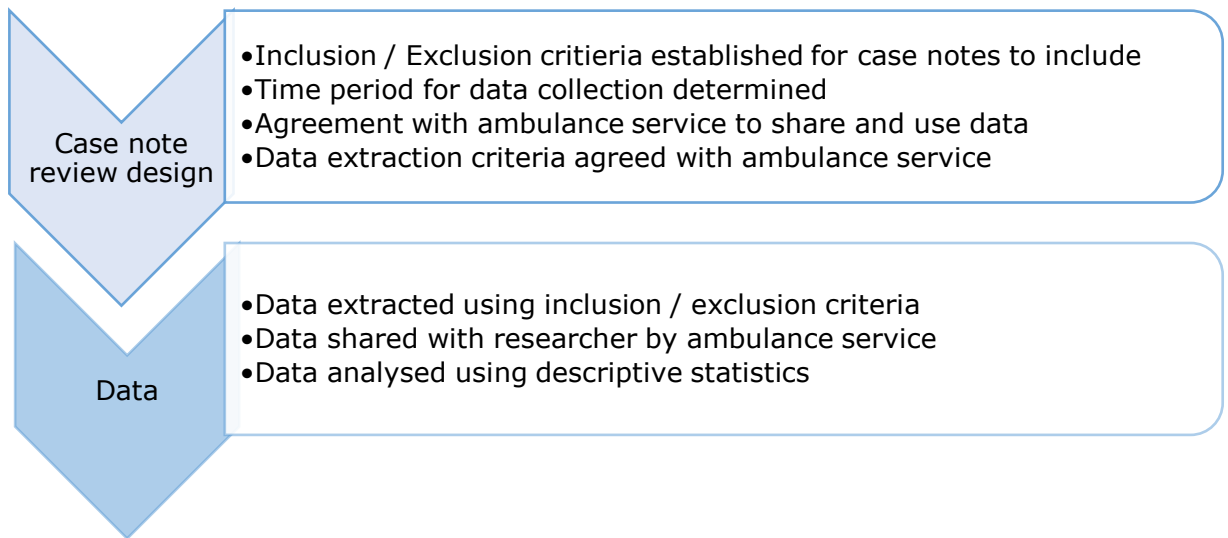 Case note
review design
•Inclusion / Exclusion critieria established for case notes to include
•Time period for data collection determined
•Agreement with ambulance service to share and use data
•Data extraction criteria agreed with ambulance service
Data
•Data extracted using inclusion / exclusion criteria
•Data shared with researcher by ambulance service
•Data analysed using descriptive statistics